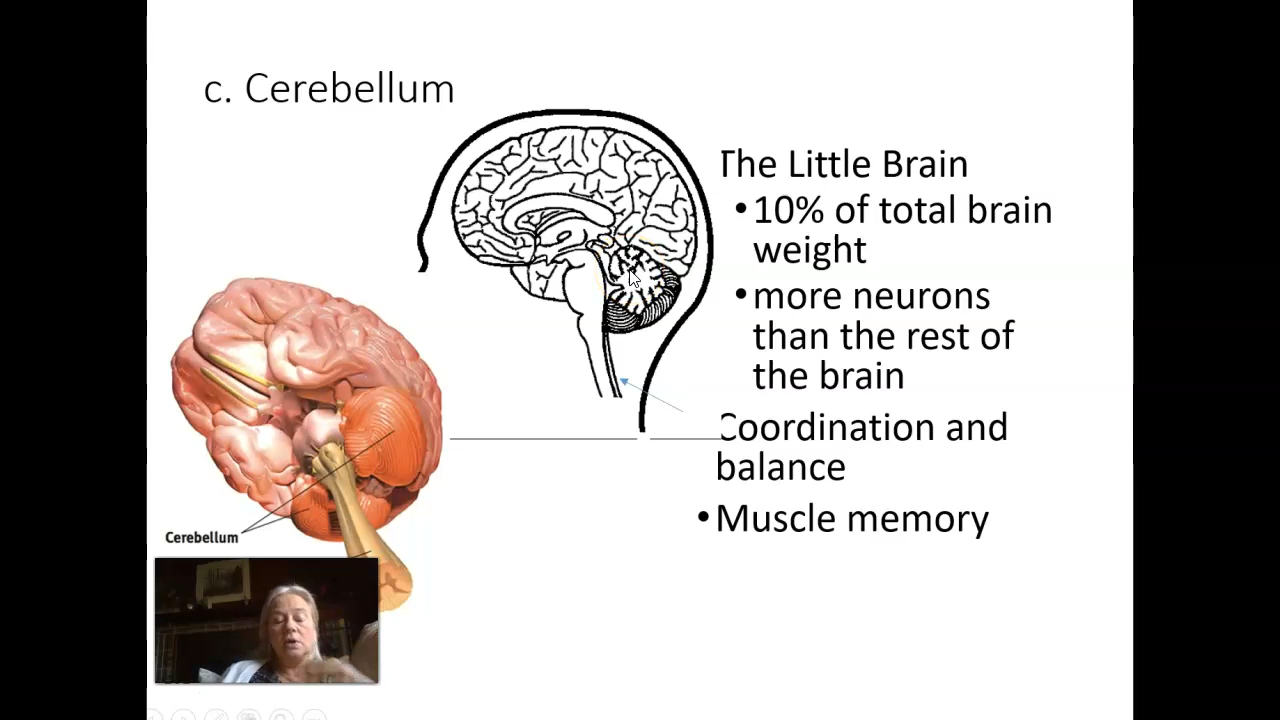 c. Cerebellum
The Little Brain
•10% of total brain
weight
•more neurons
than the rest of
the brain
Coordination and
balance
•Muscle memory
Cerebellum